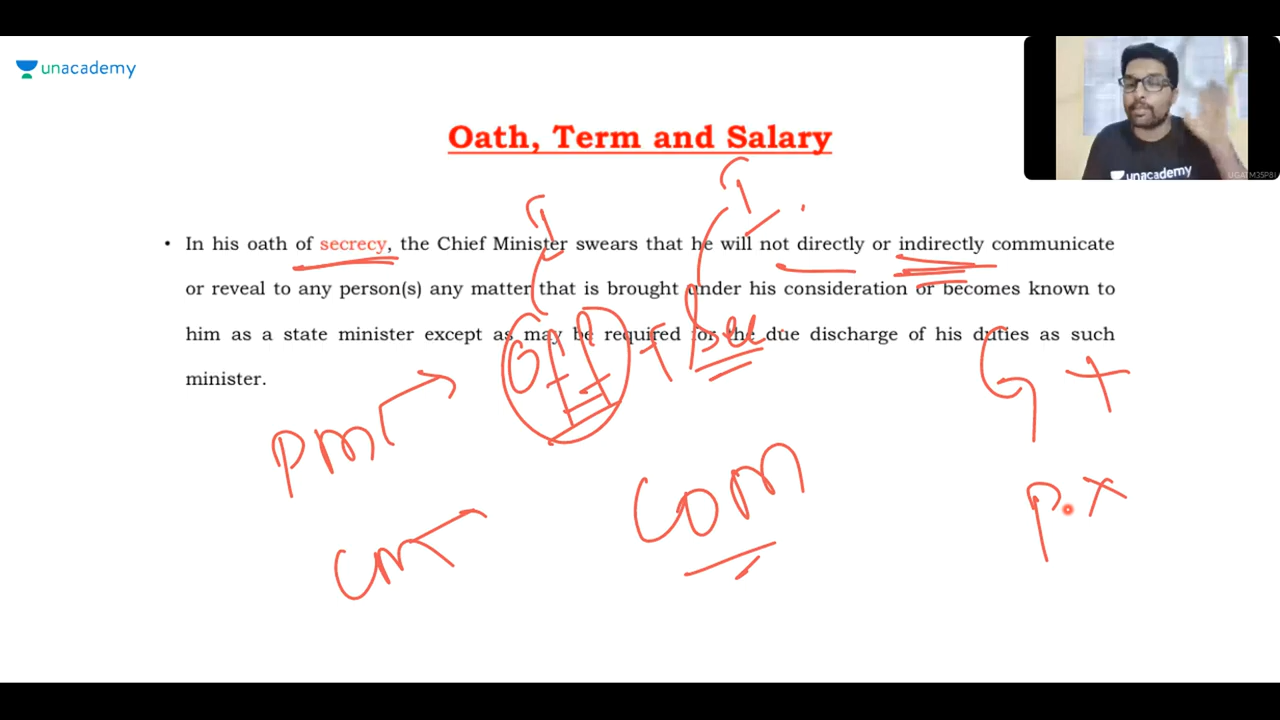 unacademy
unacademy
UGATM35P8I
Oath, Term and Salary
• In his oath of secrecy, the Chief Minister swears that he will not directly or indirectly communicate
or reveal to any person(s) any matter that is brought under his consideration or becomes known to
him as a state minister except as may be required for the due discharge of his duties as such
minister.
Off + Sec
PM
G X
COM
P. X
CM